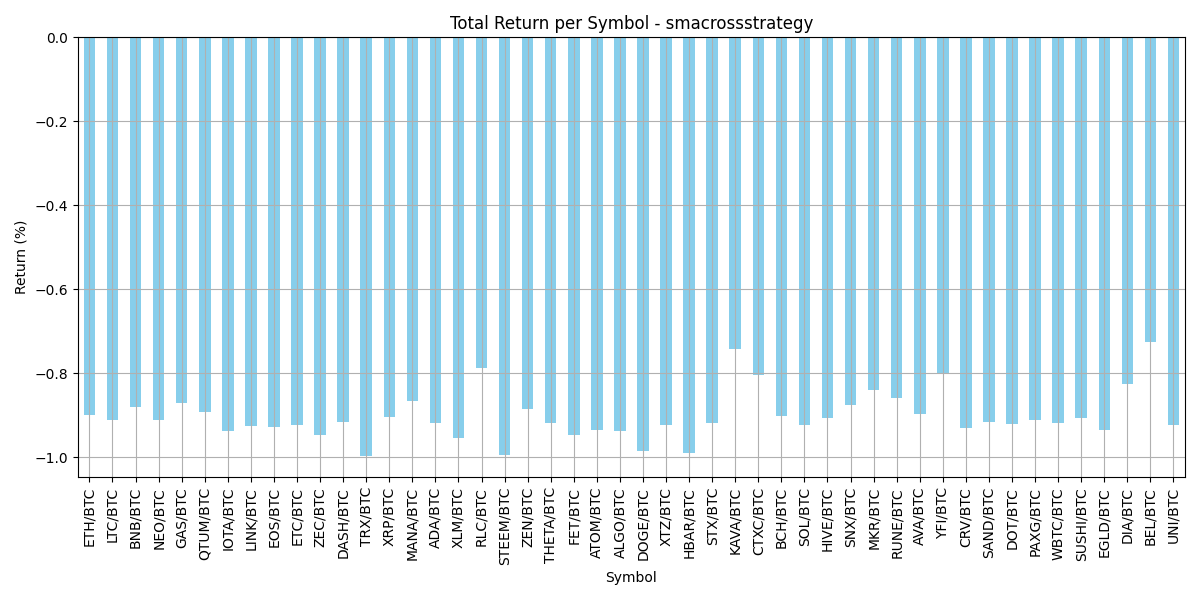 Total Return per Symbol - smacrossstrategy
Return (%)
0.0
−0.2
−0.4
−0.6
−0.8
−1.0
ETH/BTC
LTC/BTC
BNB/BTC
NEO/BTC
GAS/BTC
QTUM/BTC
IOTA/BTC
LINK/BTC
EOS/BTC
ETC/BTC
ZEC/BTC
DASH/BTC
TRX/BTC
XRP/BTC
MANA/BTC
ADA/BTC
XLM/BTC
RLC/BTC
STEEM/BTC
ZEN/BTC
THETA/BTC
FET/BTC
ATOM/BTC
ALGO/BTC
DOGE/BTC
XTZ/BTC
HBAR/BTC
STX/BTC
KAVA/BTC
CTXC/BTC
BCH/BTC
SOL/BTC
HIVE/BTC
SNX/BTC
MKR/BTC
RUNE/BTC
AVA/BTC
YFI/BTC
CRV/BTC
SAND/BTC
DOT/BTC
PAXG/BTC
WBTC/BTC
SUSHI/BTC
EGLD/BTC
DIA/BTC
BEL/BTC
UNI/BTC
Symbol